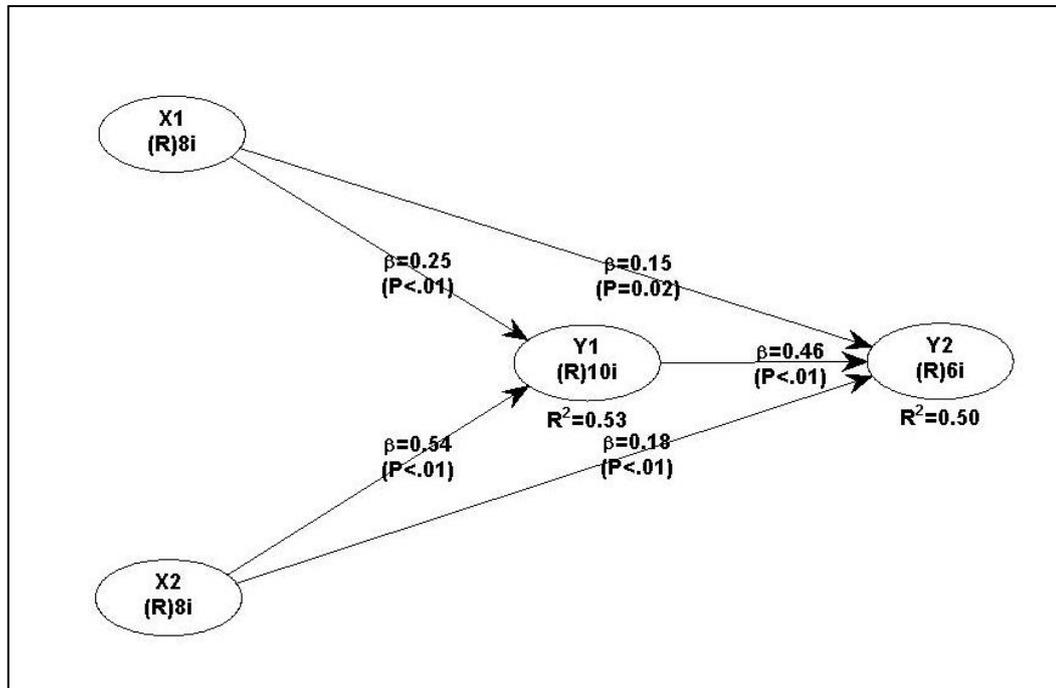 X1
(R)8i
β=0.25
(P<.01)
β=0.15
(P=0.02)
Y1
(R)10i
R²=0.53
β=0.46
(P<.01)
Y2
(R)6i
R²=0.50
β=0.54
(P<.01)
β=0.18
(P<.01)
X2
(R)8i